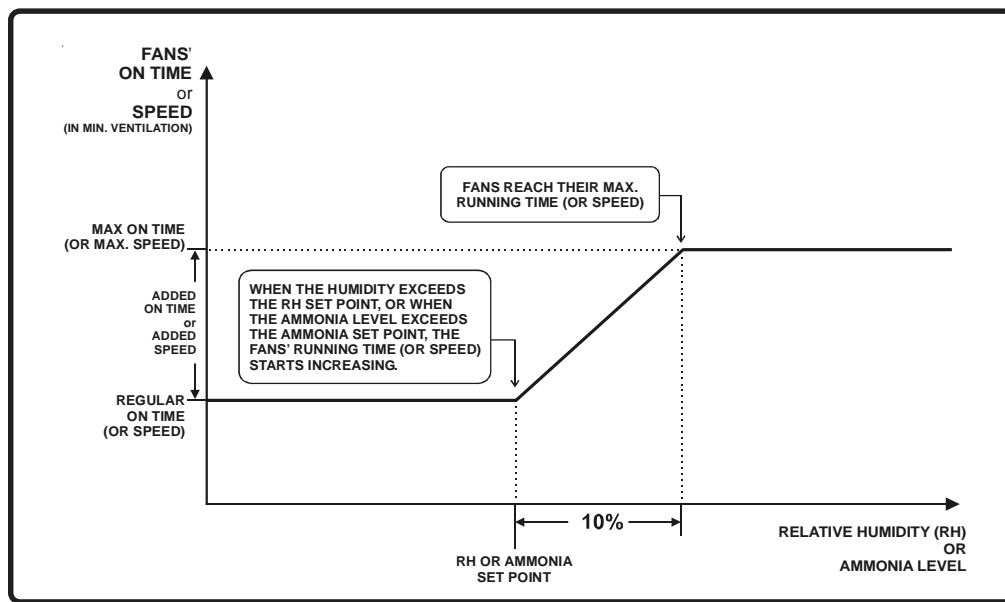 FANS'
ON TIME
or
SPEED
(IN MIN. VENTILATION)
FANS REACH THEIR MAX.
RUNNING TIME (OR SPEED)
MAX ON TIME
(OR MAX. SPEED)
ADDED
ON TIME
or
ADDED
SPEED
WHEN THE HUMIDITY EXCEEDS
THE RH SET POINT, OR WHEN
THE AMMONIA LEVEL EXCEEDS
THE AMMONIA SET POINT, THE
FANS' RUNNING TIME (OR SPEED)
STARTS INCREASING.
REGULAR
ON TIME
(OR SPEED)
10%
RH OR AMMONIA
SET POINT
RELATIVE HUMIDITY (RH)
OR
AMMONIA LEVEL